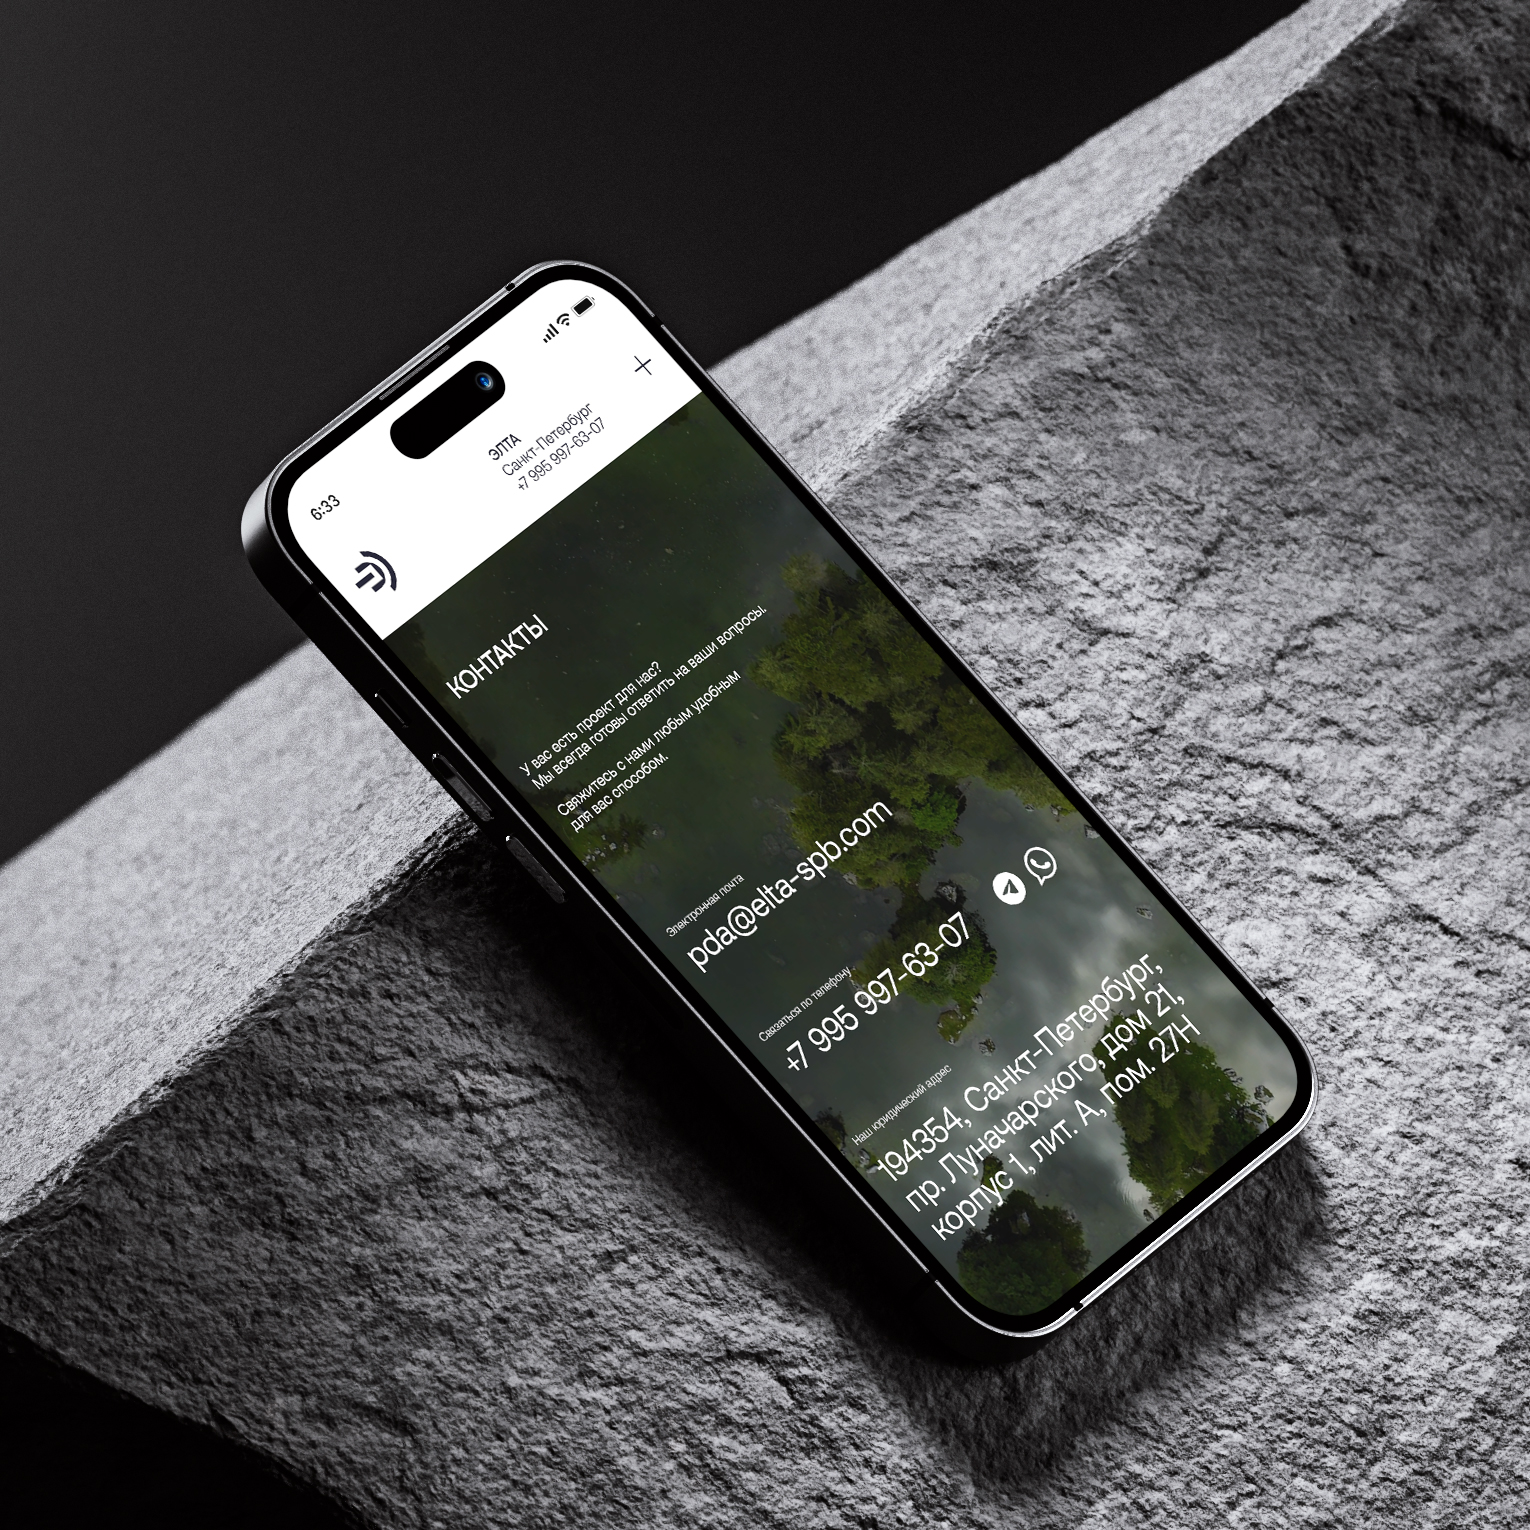 6:33
ЭЛТА
Санкт-Петербург
+7 995 997-63-07
КОНТАКТЫ
У вас есть проект для нас?
Мы всегда готовы ответить на ваши вопросы.
Свяжитесь с нами любым удобным
для вас способом.
Электронная почта
pda@elta-spb.com
Связаться по телефону
+7 995 997-63-07
Наш юридический адрес
194354, Санкт-Петербург,
пр. Луначарского, дом 21,
корпус 1, лит. А, пом. 27Н